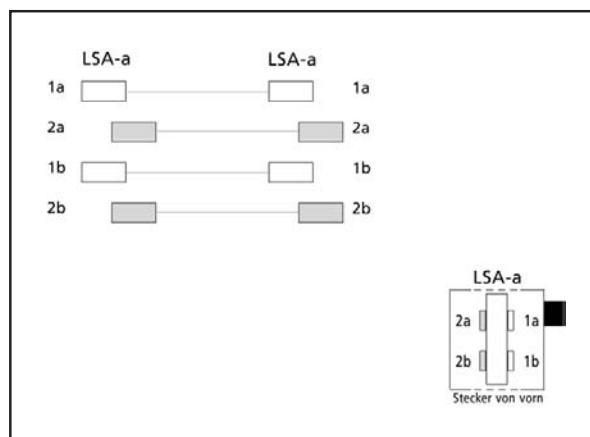 LSA-a LSA-a
1a 1a
2a 2a
1b 1b
2b 2b
LSA-a
2a 1a
2b 1b
Stecker von vorn